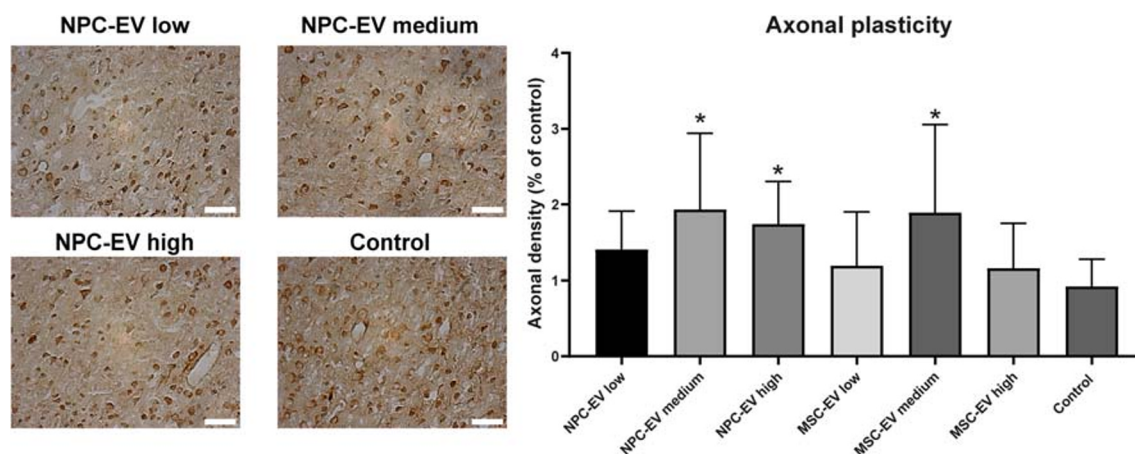 NPC-EV low
NPC-EV medium
NPC-EV high
Control
Axonal plasticity
Axonal density (% of control)
4
3
2
1
0
*
*
*
NPC-EV low
NPC-EV medium
NPC-EV high
MSC-EV low
MSC-EV medium
MSC-EV high
Control